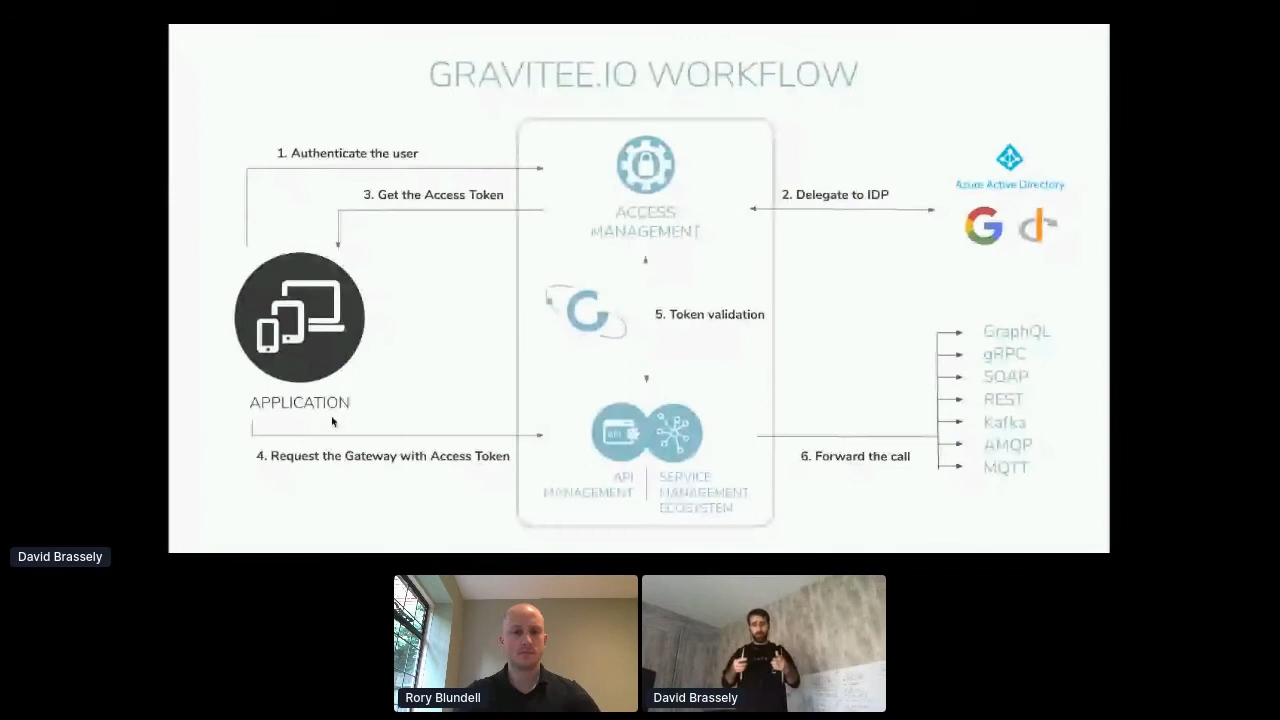 GRAVITEE.IO WORKFLOW
1. Authenticate the user
3. Get the Access Token
2. Delegate to IDP
Azure Active Directory
ACCESS
MANAGEMENT
5. Token validation
APPLICATION
4. Request the Gateway with Access Token
API
API
MANAGEMENT
SERVICE
MANAGEMENT
ECOSYSTEM
6. Forward the call
GraphQL
gRPC
SOAP
REST
Kafka
AMQP
MQTT
David Brassely
Rory Blundell
David Brassely